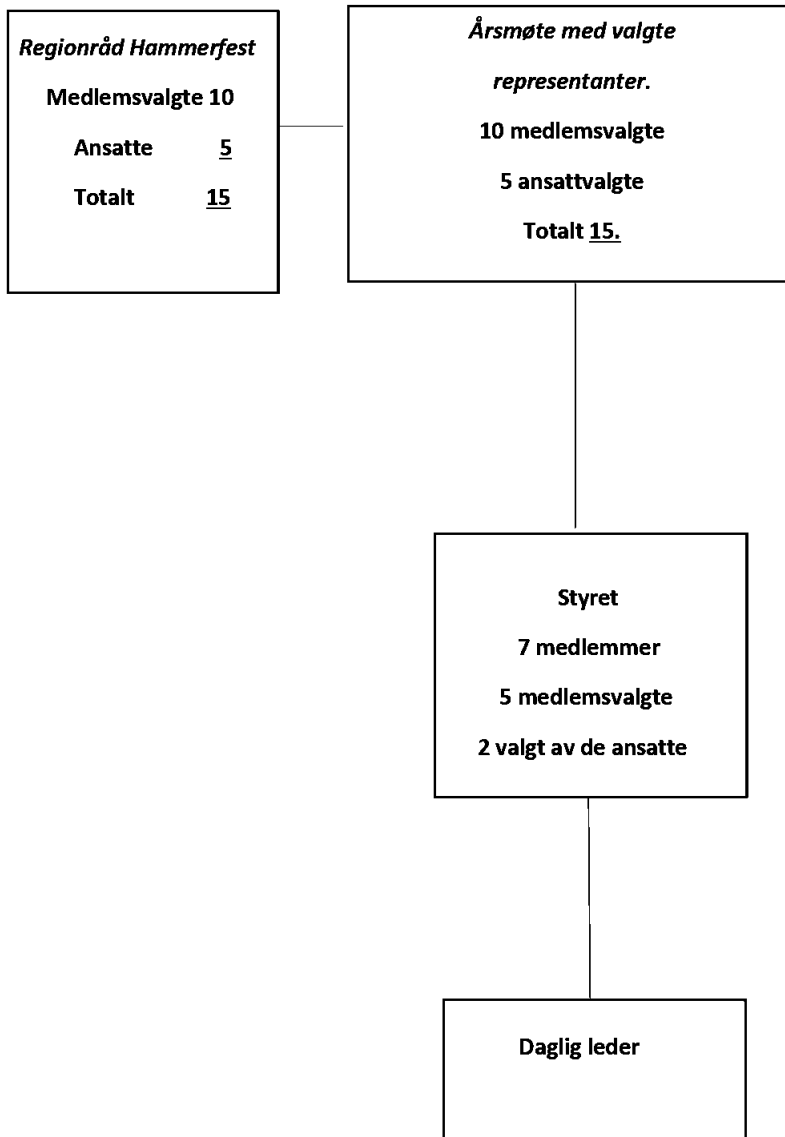 Regionråd Hammerfest
Medlemsvalgte 10
Ansatte 5
Totalt 15
Årsmøte med valgte
representanter.
10 medlemsvalgte
5 ansattvalgte
Totalt 15.
Styret
7 medlemmer
5 medlemsvalgte
2 valgt av de ansatte
Daglig leder